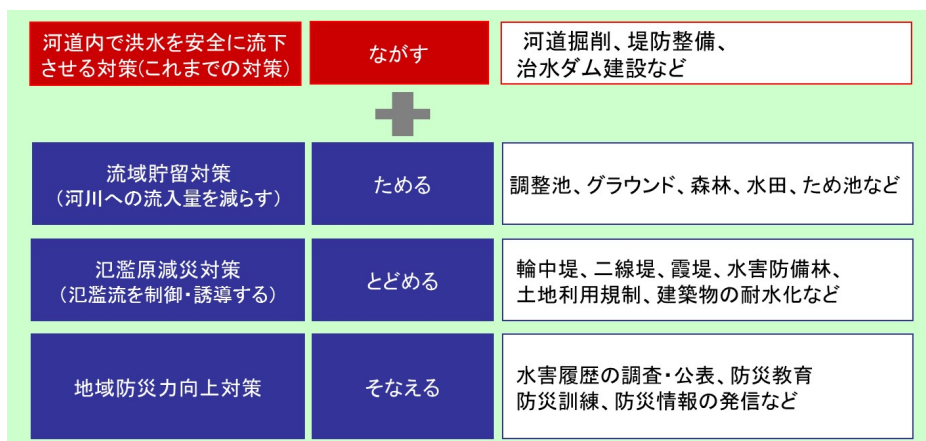 河道内で洪水を安全に流下
させる対策(これまでの対策)
ながす
河道掘削、堤防整備、
治水ダム建設など
流域貯留対策
(河川への流入量を減らす)
ためる
調整池、グラウンド、森林、水田、ため池など
氾濫原減災対策
(氾濫流を制御・誘導する)
とどめる
輪中堤、二線堤、霞堤、水害防備林、
土地利用規制、建築物の耐水化など
地域防災力向上対策
そなえる
水害履歴の調査・公表、防災教育
防災訓練、防災情報の発信など